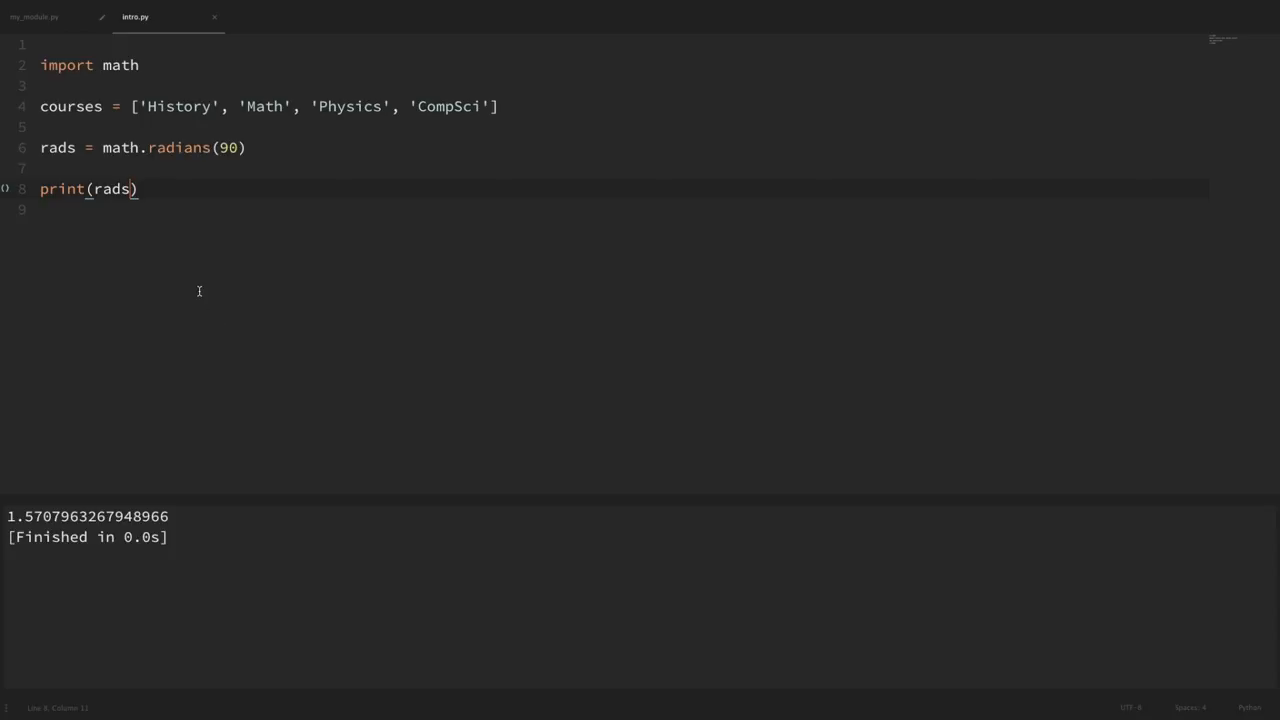 my_module.py
intro.py
1
2 import math
3
4 courses = ['History', 'Math', 'Physics', 'CompSci']
5
6 rads = math.radians(90)
7
8 print(rads)
9
1.5707963267948966
[Finished in 0.0s]
Line 8, Column 11
UTF-8
Spaces: 4
Python